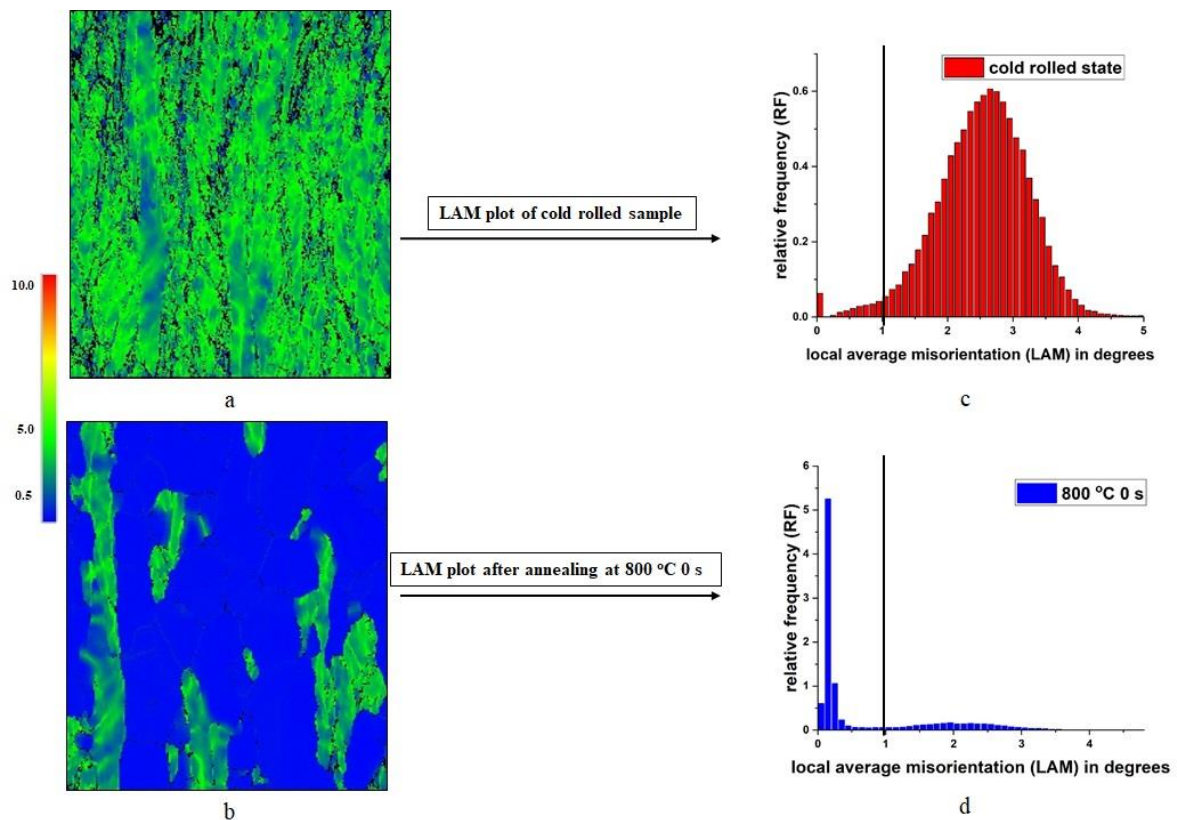 10.0
5.0
0.5
a
LAM plot of cold rolled sample
cold rolled state
relative frequency (RF)
0.6
0.4
0.2
0.0
0 1 2 3 4 5
local average misorientation (LAM) in degrees
c
b
LAM plot after annealing at 800 °C 0 s
800 °C 0 s
relative frequency (RF)
6
5
4
3
2
1
0
0 1 2 3 4
local average misorientation (LAM) in degrees
d